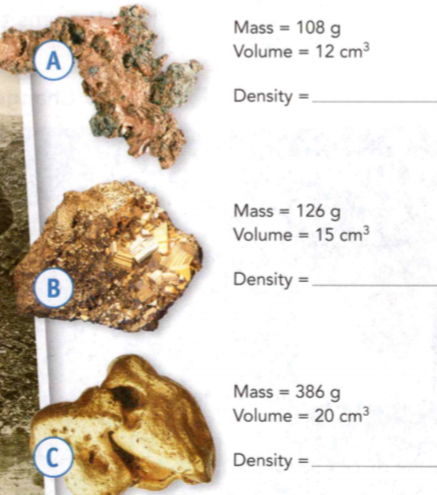 A
Mass = 108 g
Volume = 12 cm³
Density =
B
Mass = 126 g
Volume = 15 cm³
Density =
C
Mass = 386 g
Volume = 20 cm³
Density =